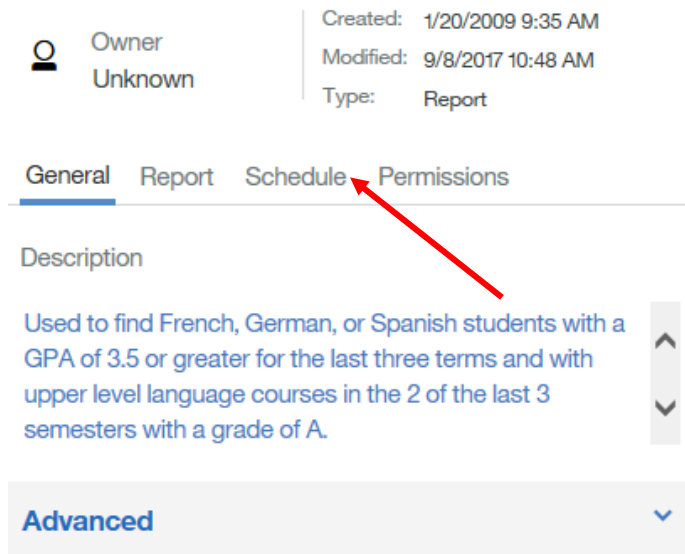 Owner
Unknown
Created: 1/20/2009 9:35 AM
Modified: 9/8/2017 10:48 AM
Type: Report
General Report Schedule Permissions
Description
Used to find French, German, or Spanish students with a
GPA of 3.5 or greater for the last three terms and with
upper level language courses in the 2 of the last 3
semesters with a grade of A.
Advanced